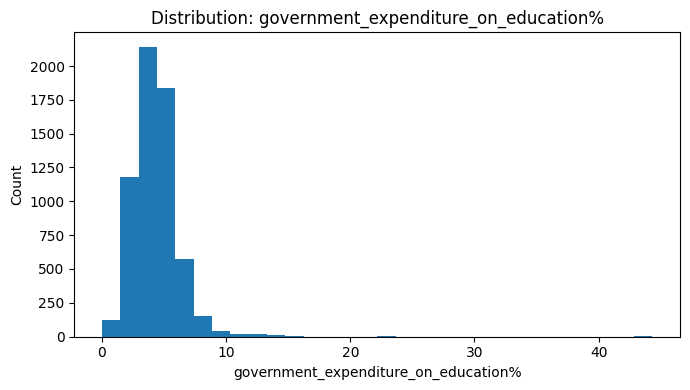 Distribution: government_expenditure_on_education%
Count
2000
1750
1500
1250
1000
750
500
250
0
0 10 20 30 40
government_expenditure_on_education%